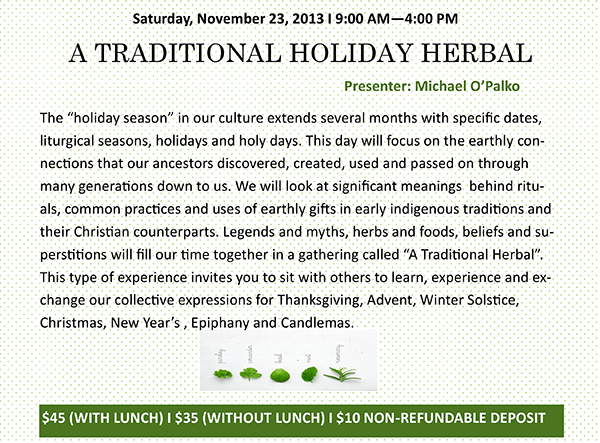 Saturday, November 23, 2013 I 9:00 AM—4:00 PM
A TRADITIONAL HOLIDAY HERBAL
Presenter: Michael O’Palko
The “holiday season” in our culture extends several months with specific dates,
liturgical seasons, holidays and holy days. This day will focus on the earthly con-
nections that our ancestors discovered, created, used and passed on through
many generations down to us. We will look at significant meanings  behind ritu-
als, common practices and uses of earthly gifts in early indigenous traditions and
their Christian counterparts. Legends and myths, herbs and foods, beliefs and su-
perstitions will fill our time together in a gathering called “A Traditional Herbal”.
This type of experience invites you to sit with others to learn, experience and ex-
change our collective expressions for Thanksgiving, Advent, Winter Solstice,
Christmas, New Year’s , Epiphany and Candlemas.
parsley coriander basil mint rosemary
$45 (WITH LUNCH) I $35 (WITHOUT LUNCH) I $10 NON-REFUNDABLE DEPOSIT